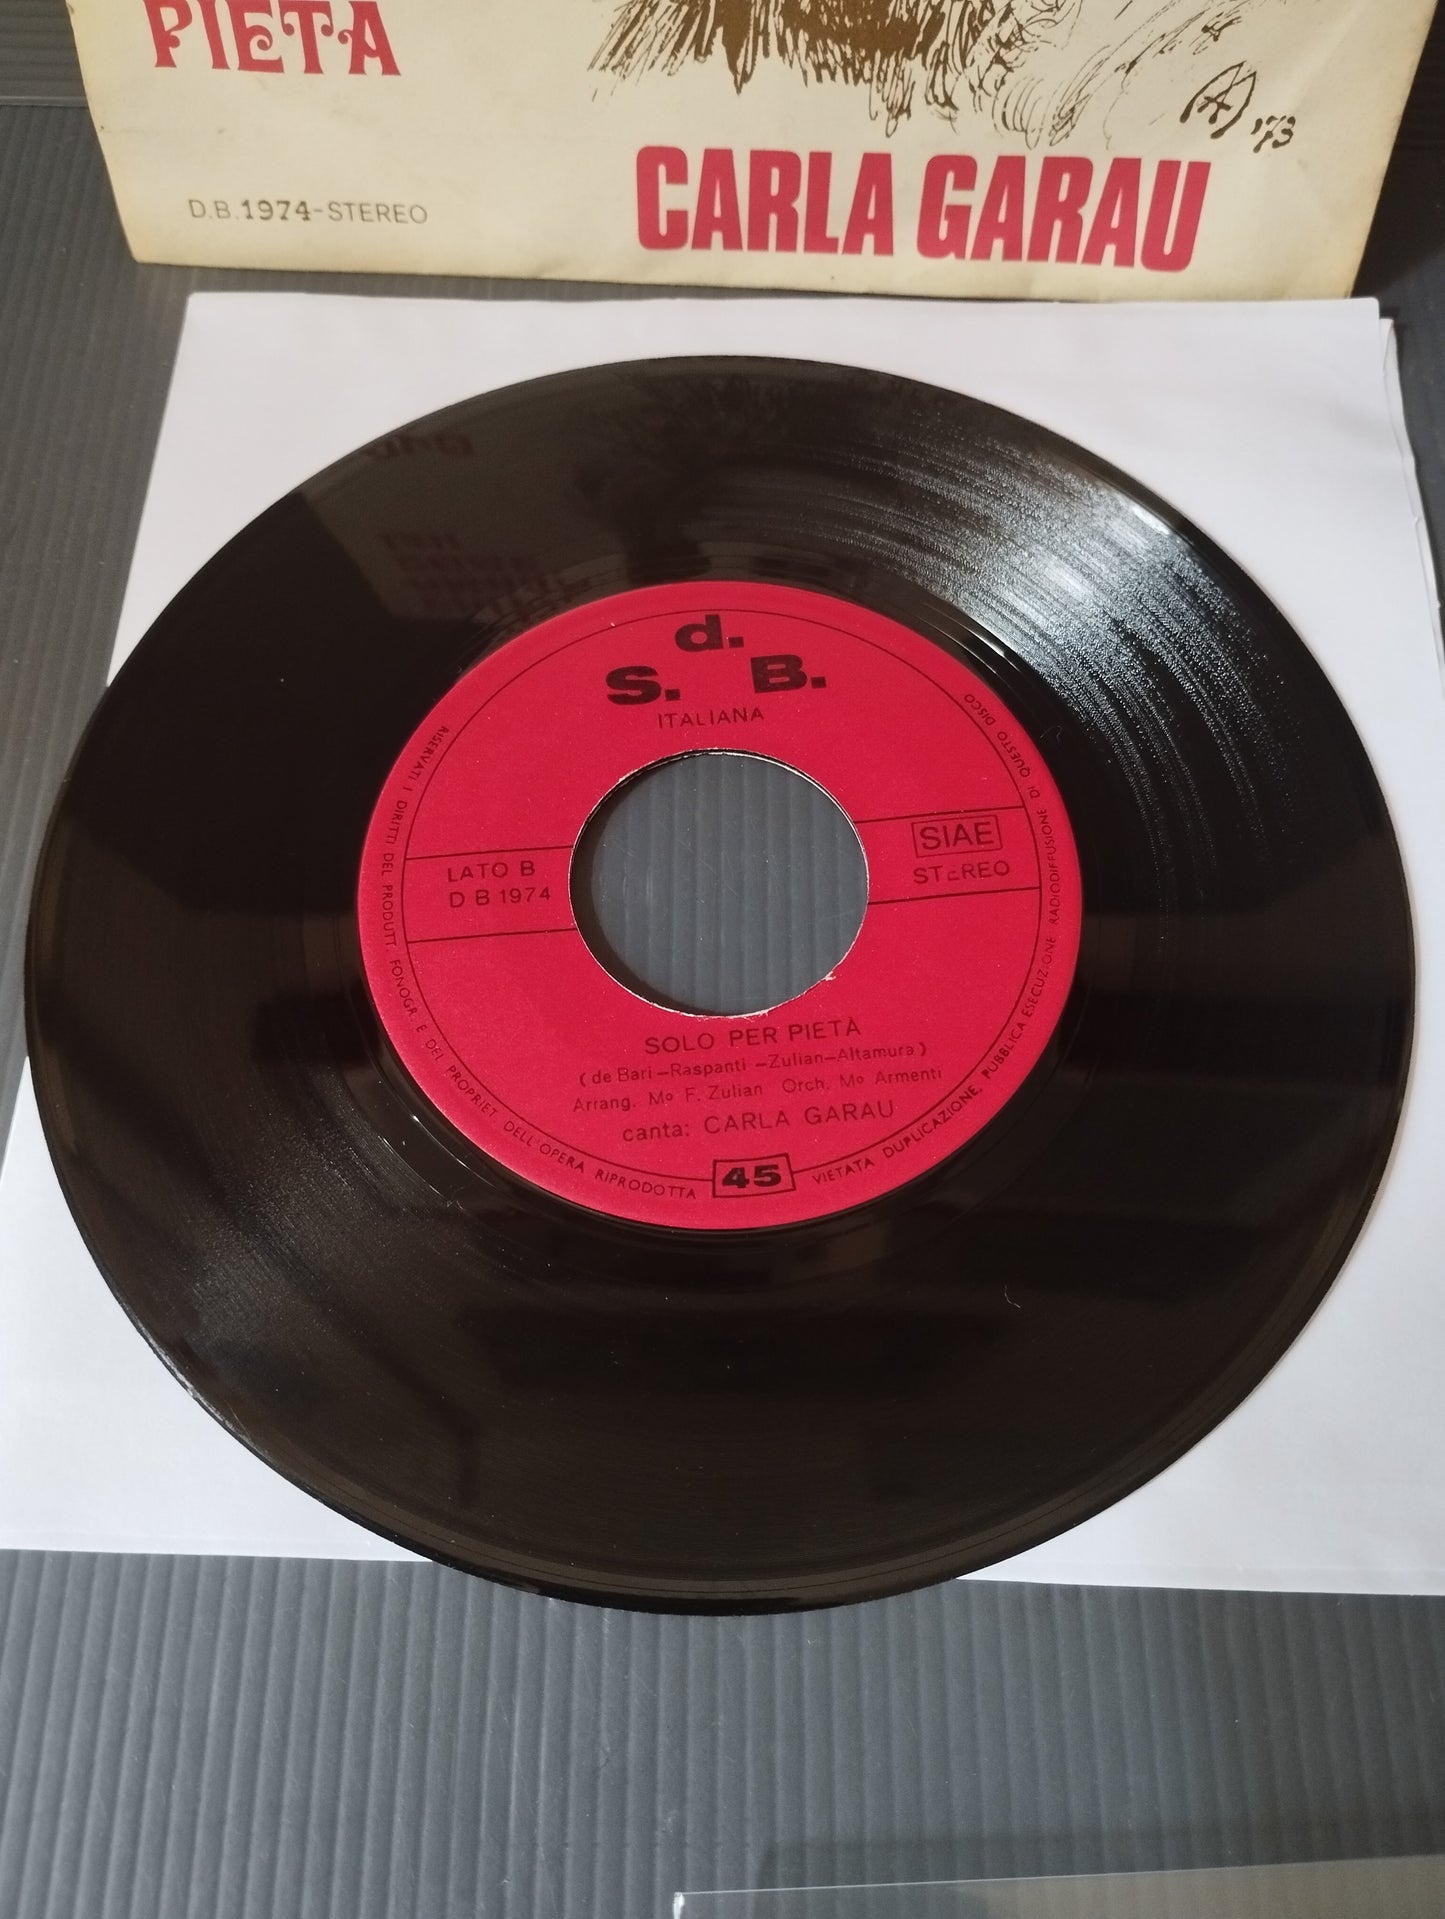 PIETA
'73
D.B.1974-STEREO
CARLA GARAU
d.
S. B.
ITALIANA
SIAE
STEREO
LATO B
D B 1974
SOLO PER PIETÀ
(de Bari-Raspanti-Zulian-Altamura)
Arrang. Mo F. Zulian Orch. Mo Armenti
canta: CARLA GARAU
45
RISERVATI I DIRITTI DEL PRODUTT. FONOGR. E DEL PROPRIET DELL'OPERA RIPRODOTTA
VIETATA DUPLICAZIONE, PUBBLICA ESECUZIONE RADIODIFFUSIONE DI QUESTO DISCO